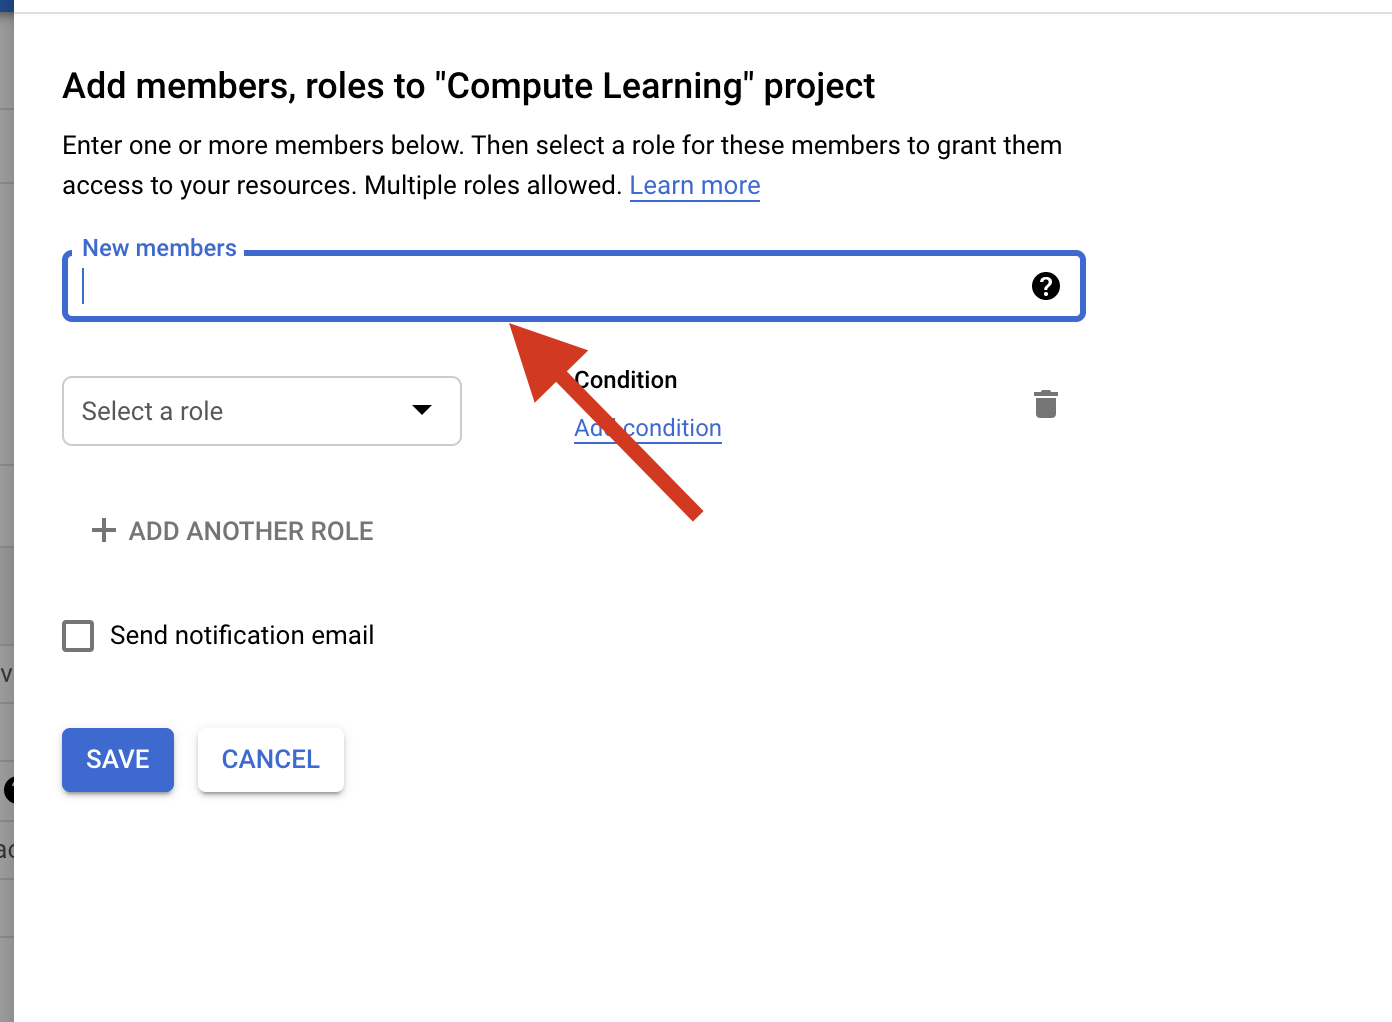 Add members, roles to "Compute Learning" project
Enter one or more members below. Then select a role for these members to grant them
access to your resources. Multiple roles allowed. Learn more
New members
Select a role
Condition
Add condition
ADD ANOTHER ROLE
Send notification email
SAVE
CANCEL